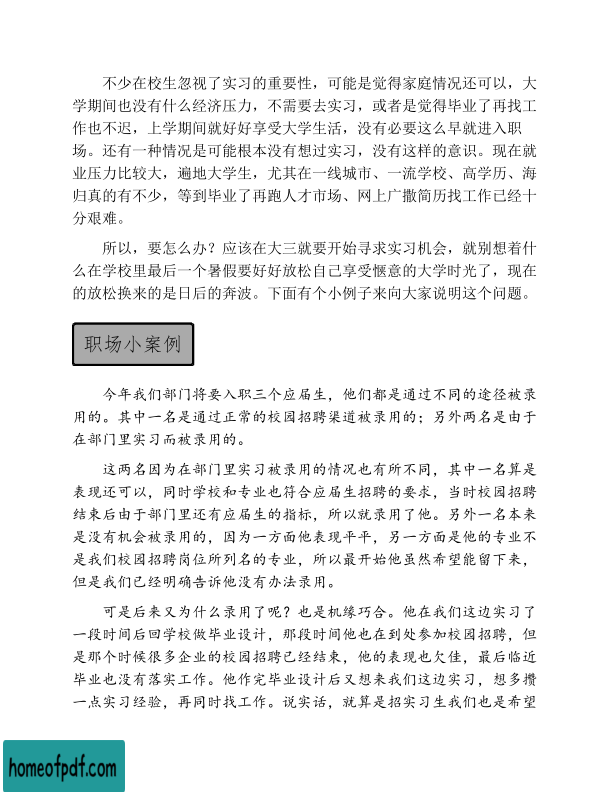 不少在校生忽视了实习的重要性，可能是觉得家庭情况还可以，大
学期间也没有什么经济压力，不需要去实习，或者是觉得毕业了再找工
作也不迟，上学期间就好好享受大学生活，没有必要这么早就进入职
场。还有一种情况是可能根本没有想过实习，没有这样的意识。现在就
业压力比较大，遍地大学生，尤其在一线城市、一流学校、高学历、海
归真的有不少，等到毕业了再跑人才市场、网上广撒简历找工作已经十
分艰难。
所以，要怎么办？应该在大三就要开始寻求实习机会，就别想着什
么在学校里最后一个暑假要好好放松自己享受惬意的大学时光了，现在
的放松换来的是日后的奔波。下面有个小例子来向大家说明这个问题。
职场小案例
今年我们部门将要入职三个应届生，他们都是通过不同的途径被录
用的。其中一名是通过正常的校园招聘渠道被录用的；另外两名是由于
在部门里实习而被录用的。
这两名因为在部门里实习被录用的情况也有所不同，其中一名算是
表现还可以，同时学校和专业也符合应届生招聘的要求，当时校园招聘
结束后由于部门里还有应届生的指标，所以就录用了他。另外一名本来
是没有机会被录用的，因为一方面他表现平平，另一方面是他的专业不
是我们校园招聘岗位所列名的专业，所以最开始他虽然希望能留下来，
但是我们已经明确告诉他没有办法录用。
可是后来又为什么录用了呢？也是机缘巧合。他在我们这边实习了
一段时间后回学校做毕业设计，那段时间他也在到处参加校园招聘，但
是那个时候很多企业的校园招聘已经结束，他的表现也欠佳，最后临近
毕业也没有落实工作。他作完毕业设计后又想来我们这边实习，想多攒
一点实习经验，再同时找工作。说实话，就算是招实习生我们也是希望
homeofpdf.com